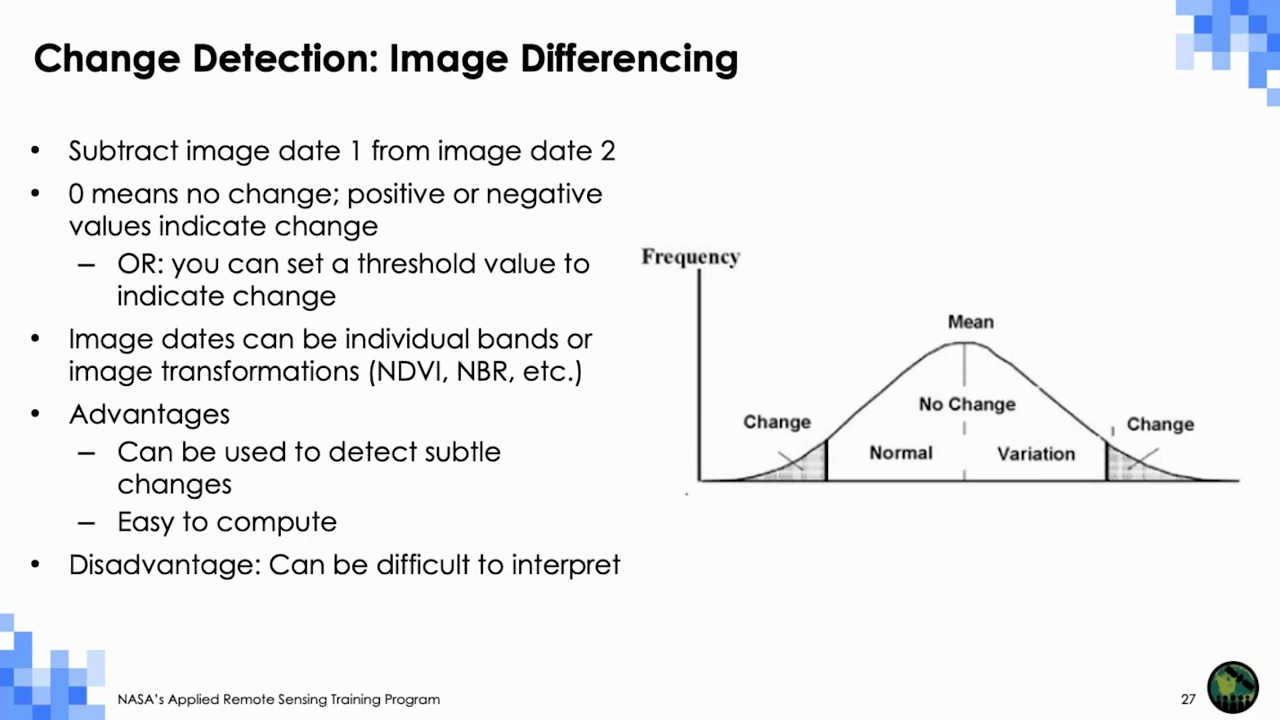 Change Detection: Image Differencing
• Subtract image date 1 from image date 2
• 0 means no change; positive or negative
values indicate change
– OR: you can set a threshold value to
indicate change
• Image dates can be individual bands or
image transformations (NDVI, NBR, etc.)
• Advantages
– Can be used to detect subtle
changes
– Easy to compute
• Disadvantage: Can be difficult to interpret
Frequency
Mean
No Change
Change
Change
Normal
Variation
NASA's Applied Remote Sensing Training Program
27